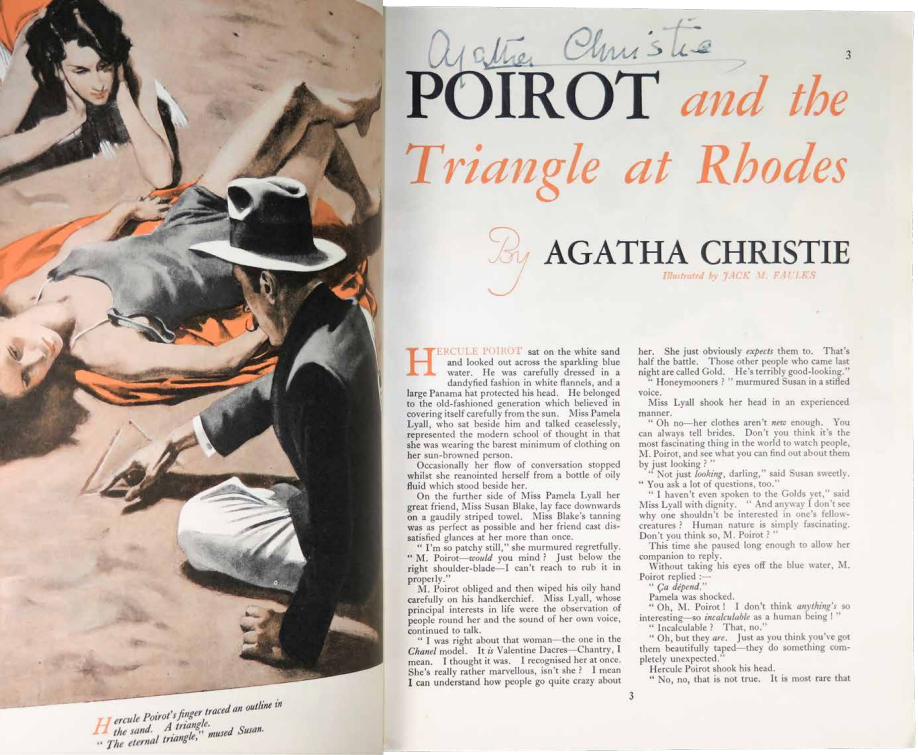 Hercule Poirot's finger traced an outline in
the sand. A triangle.
" The eternal triangle," mused Susan.
Agatha Christie
3
POIROT and the
Triangle at Rhodes
By AGATHA CHRISTIE
Illustrated by JACK M. FAULKS
HERCULE POIROT sat on the white sand
and looked out across the sparkling blue
water. He was carefully dressed in a
dandyfied fashion in white flannels, and a
large Panama hat protected his head. He belonged
to the old-fashioned generation which believed in
covering itself carefully from the sun. Miss Pamela
Lyall, who sat beside him and talked ceaselessly,
represented the modern school of thought in that
she was wearing the barest minimum of clothing on
her sun-browned person.
Occasionally her flow of conversation stopped
whilst she reanointed herself from a bottle of oily
fluid which stood beside her.
On the further side of Miss Pamela Lyall her
great friend, Miss Susan Blake, lay face downwards
on a gaudily striped towel. Miss Blake's tanning
was as perfect as possible and her friend cast dis-
satisfied glances at her more than once.
" I'm so patchy still," she murmured regretfully.
" M. Poirot—would you mind ? Just below the
right shoulder-blade—I can't reach to rub it in
properly."
M. Poirot obliged and then wiped his oily hand
carefully on his handkerchief. Miss Lyall, whose
principal interests in life were the observation of
people round her and the sound of her own voice,
continued to talk.
" I was right about that woman—the one in the
Chanel model. It is Valentine Dacres—Chantry, I
mean. I thought it was. I recognised her at once.
She's really rather marvellous, isn't she ? I mean
I can understand how people go quite crazy about
her. She just obviously expects them to. That's
half the battle. Those other people who came last
night are called Gold. He's terribly good-looking."
" Honeymooners ? " murmured Susan in a stifled
voice.
Miss Lyall shook her head in an experienced
manner.
" Oh no—her clothes aren't new enough. You
can always tell brides. Don't you think it's the
most fascinating thing in the world to watch people,
M. Poirot, and see what you can find out about them
by just looking ? "
" Not just looking, darling," said Susan sweetly.
" You ask a lot of questions, too."
" I haven't even spoken to the Golds yet," said
Miss Lyall with dignity. " And anyway I don't see
why one shouldn't be interested in one's fellow-
creatures ? Human nature is simply fascinating.
Don't you think so, M. Poirot ? "
This time she paused long enough to allow her
companion to reply.
Without taking his eyes off the blue water, M.
Poirot replied :—
" Ça dépend."
Pamela was shocked.
" Oh, M. Poirot ! I don't think anything's so
interesting—so incalculable as a human being ! "
" Incalculable ? That, no."
" Oh, but they are. Just as you think you've got
them beautifully taped—they do something com-
pletely unexpected."
Hercule Poirot shook his head.
" No, no, that is not true. It is most rare that
3